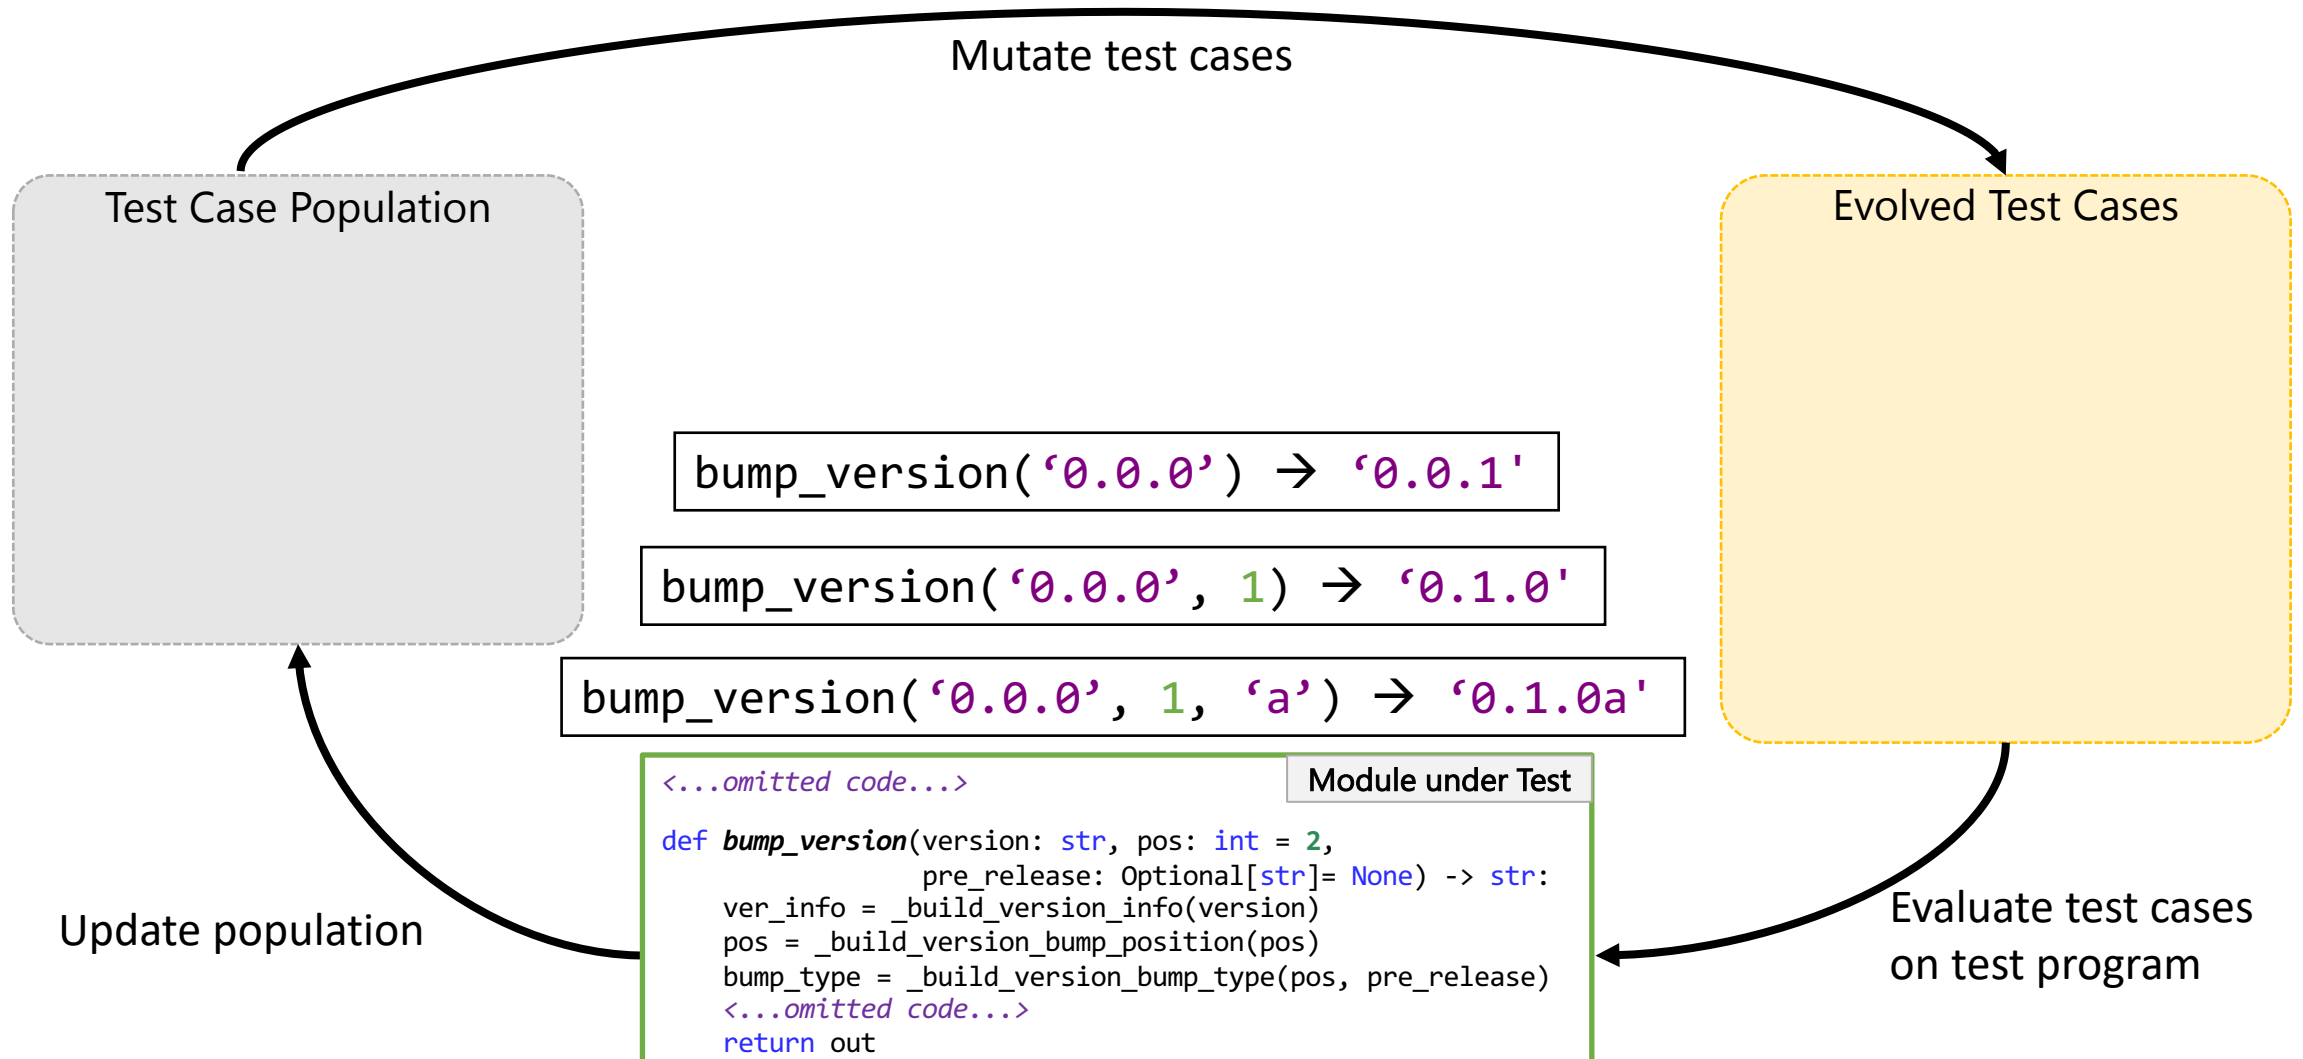 Mutate test cases
Test Case Population
Evolved Test Cases
bump_version(‘0.0.0’) → ‘0.0.1'
bump_version(‘0.0.0’, 1) → ‘0.1.0'
bump_version(‘0.0.0’, 1, ‘a’) → ‘0.1.0a'
<...omitted code...>
Module under Test
def bump_version(version: str, pos: int = 2,
pre_release: Optional[str]= None) -> str:
ver_info = _build_version_info(version)
pos = _build_version_bump_position(pos)
bump_type = _build_version_bump_type(pos, pre_release)
<...omitted code...>
return out
Update population
Evaluate test cases
on test program